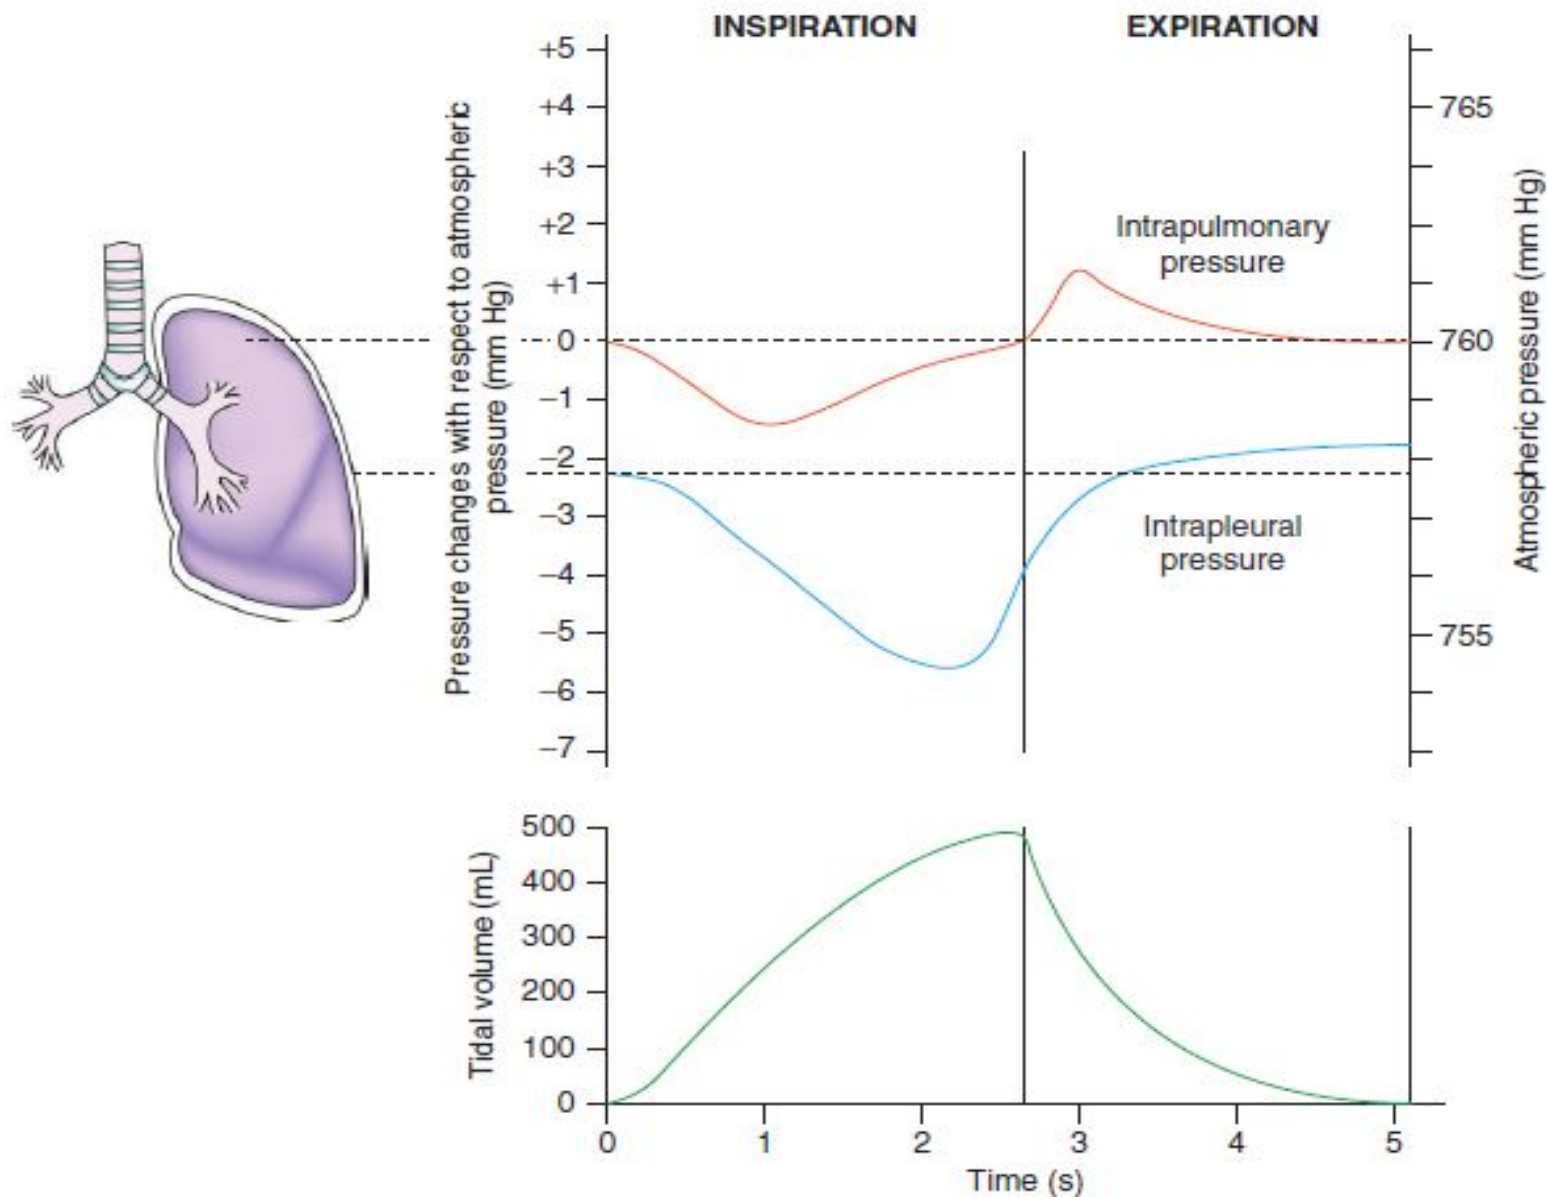 INSPIRATION
EXPIRATION
Pressure changes with respect to atmospheric
pressure (mm Hg)
+5
+4
+3
+2
+1
0
–1
–2
–3
–4
–5
–6
–7
Intrapulmonary
pressure
Intrapleural
pressure
765
760
755
Atmospheric pressure (mm Hg)
Tidal volume (mL)
500
400
300
200
100
0
0 1 2 3 4 5
Time (s)